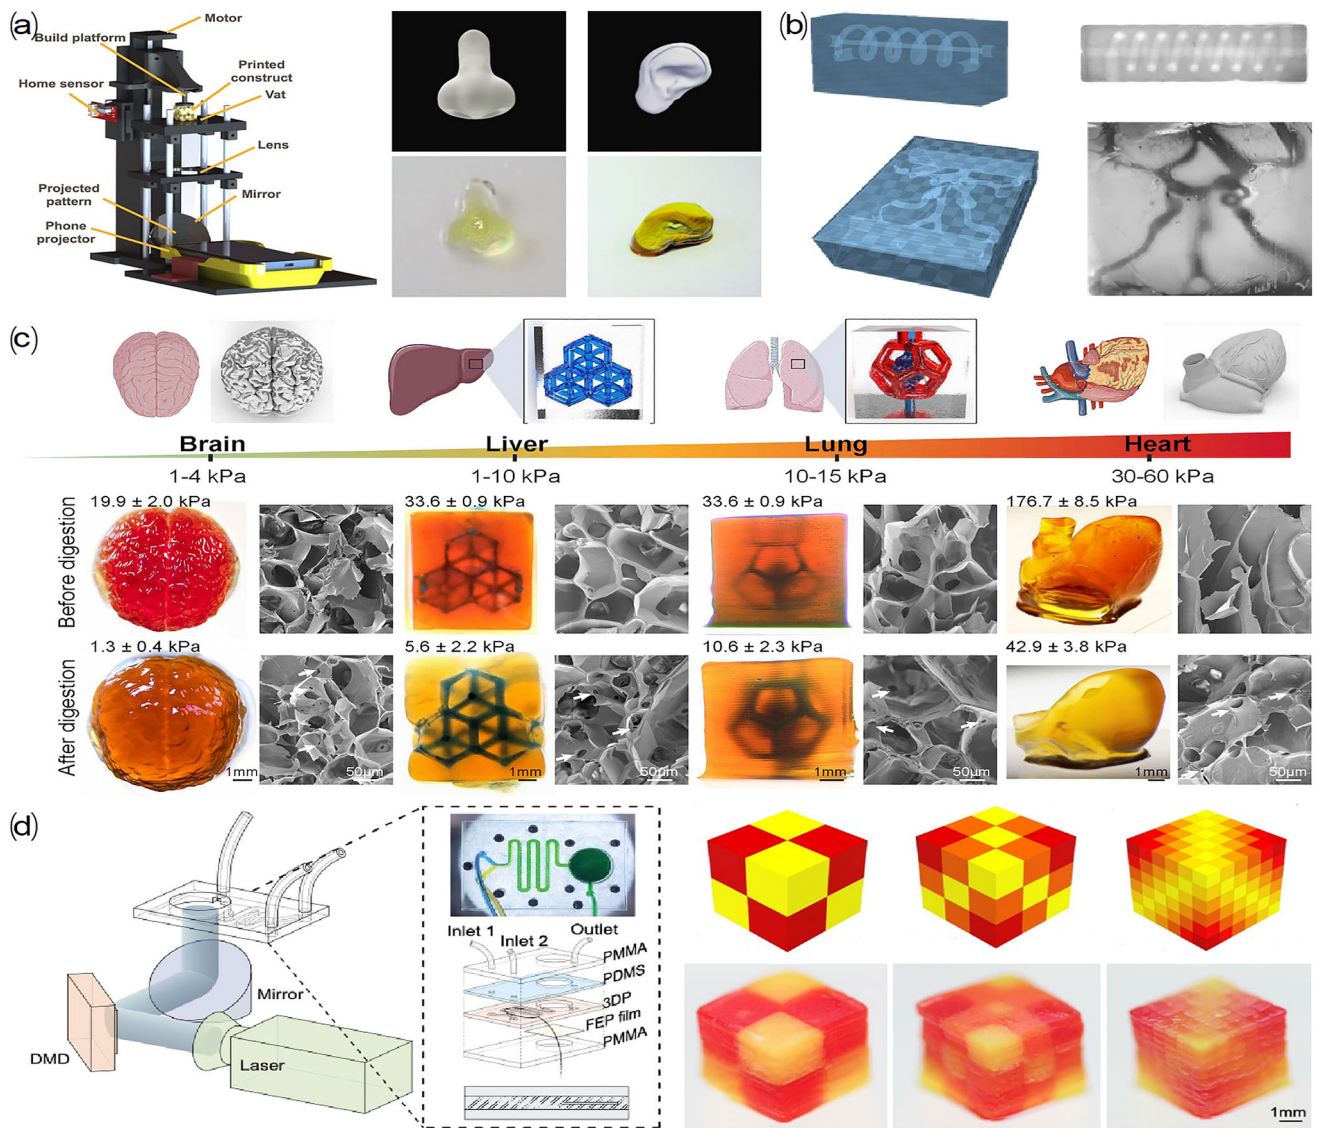 (a)
Motor
Build platform
Printed
construct
Home sensor
Vat
Lens
Projected
pattern
Mirror
Phone
projector
(b)
(c)
Brain
Liver
Lung
Heart
1-4 kPa
1-10 kPa
10-15 kPa
30-60 kPa
Before digestion
19.9 ± 2.0 kPa
33.6 ± 0.9 kPa
33.6 ± 0.9 kPa
176.7 ± 8.5 kPa
After digestion
1.3 ± 0.4 kPa
5.6 ± 2.2 kPa
10.6 ± 2.3 kPa
42.9 ± 3.8 kPa
1mm
50µm
1mm
50µm
1mm
50µm
1mm
50µm
(d)
Mirror
DMD
Laser
Inlet 1
Inlet 2
Outlet
PMMA
PDMS
3DP
FEP film
PMMA
1mm